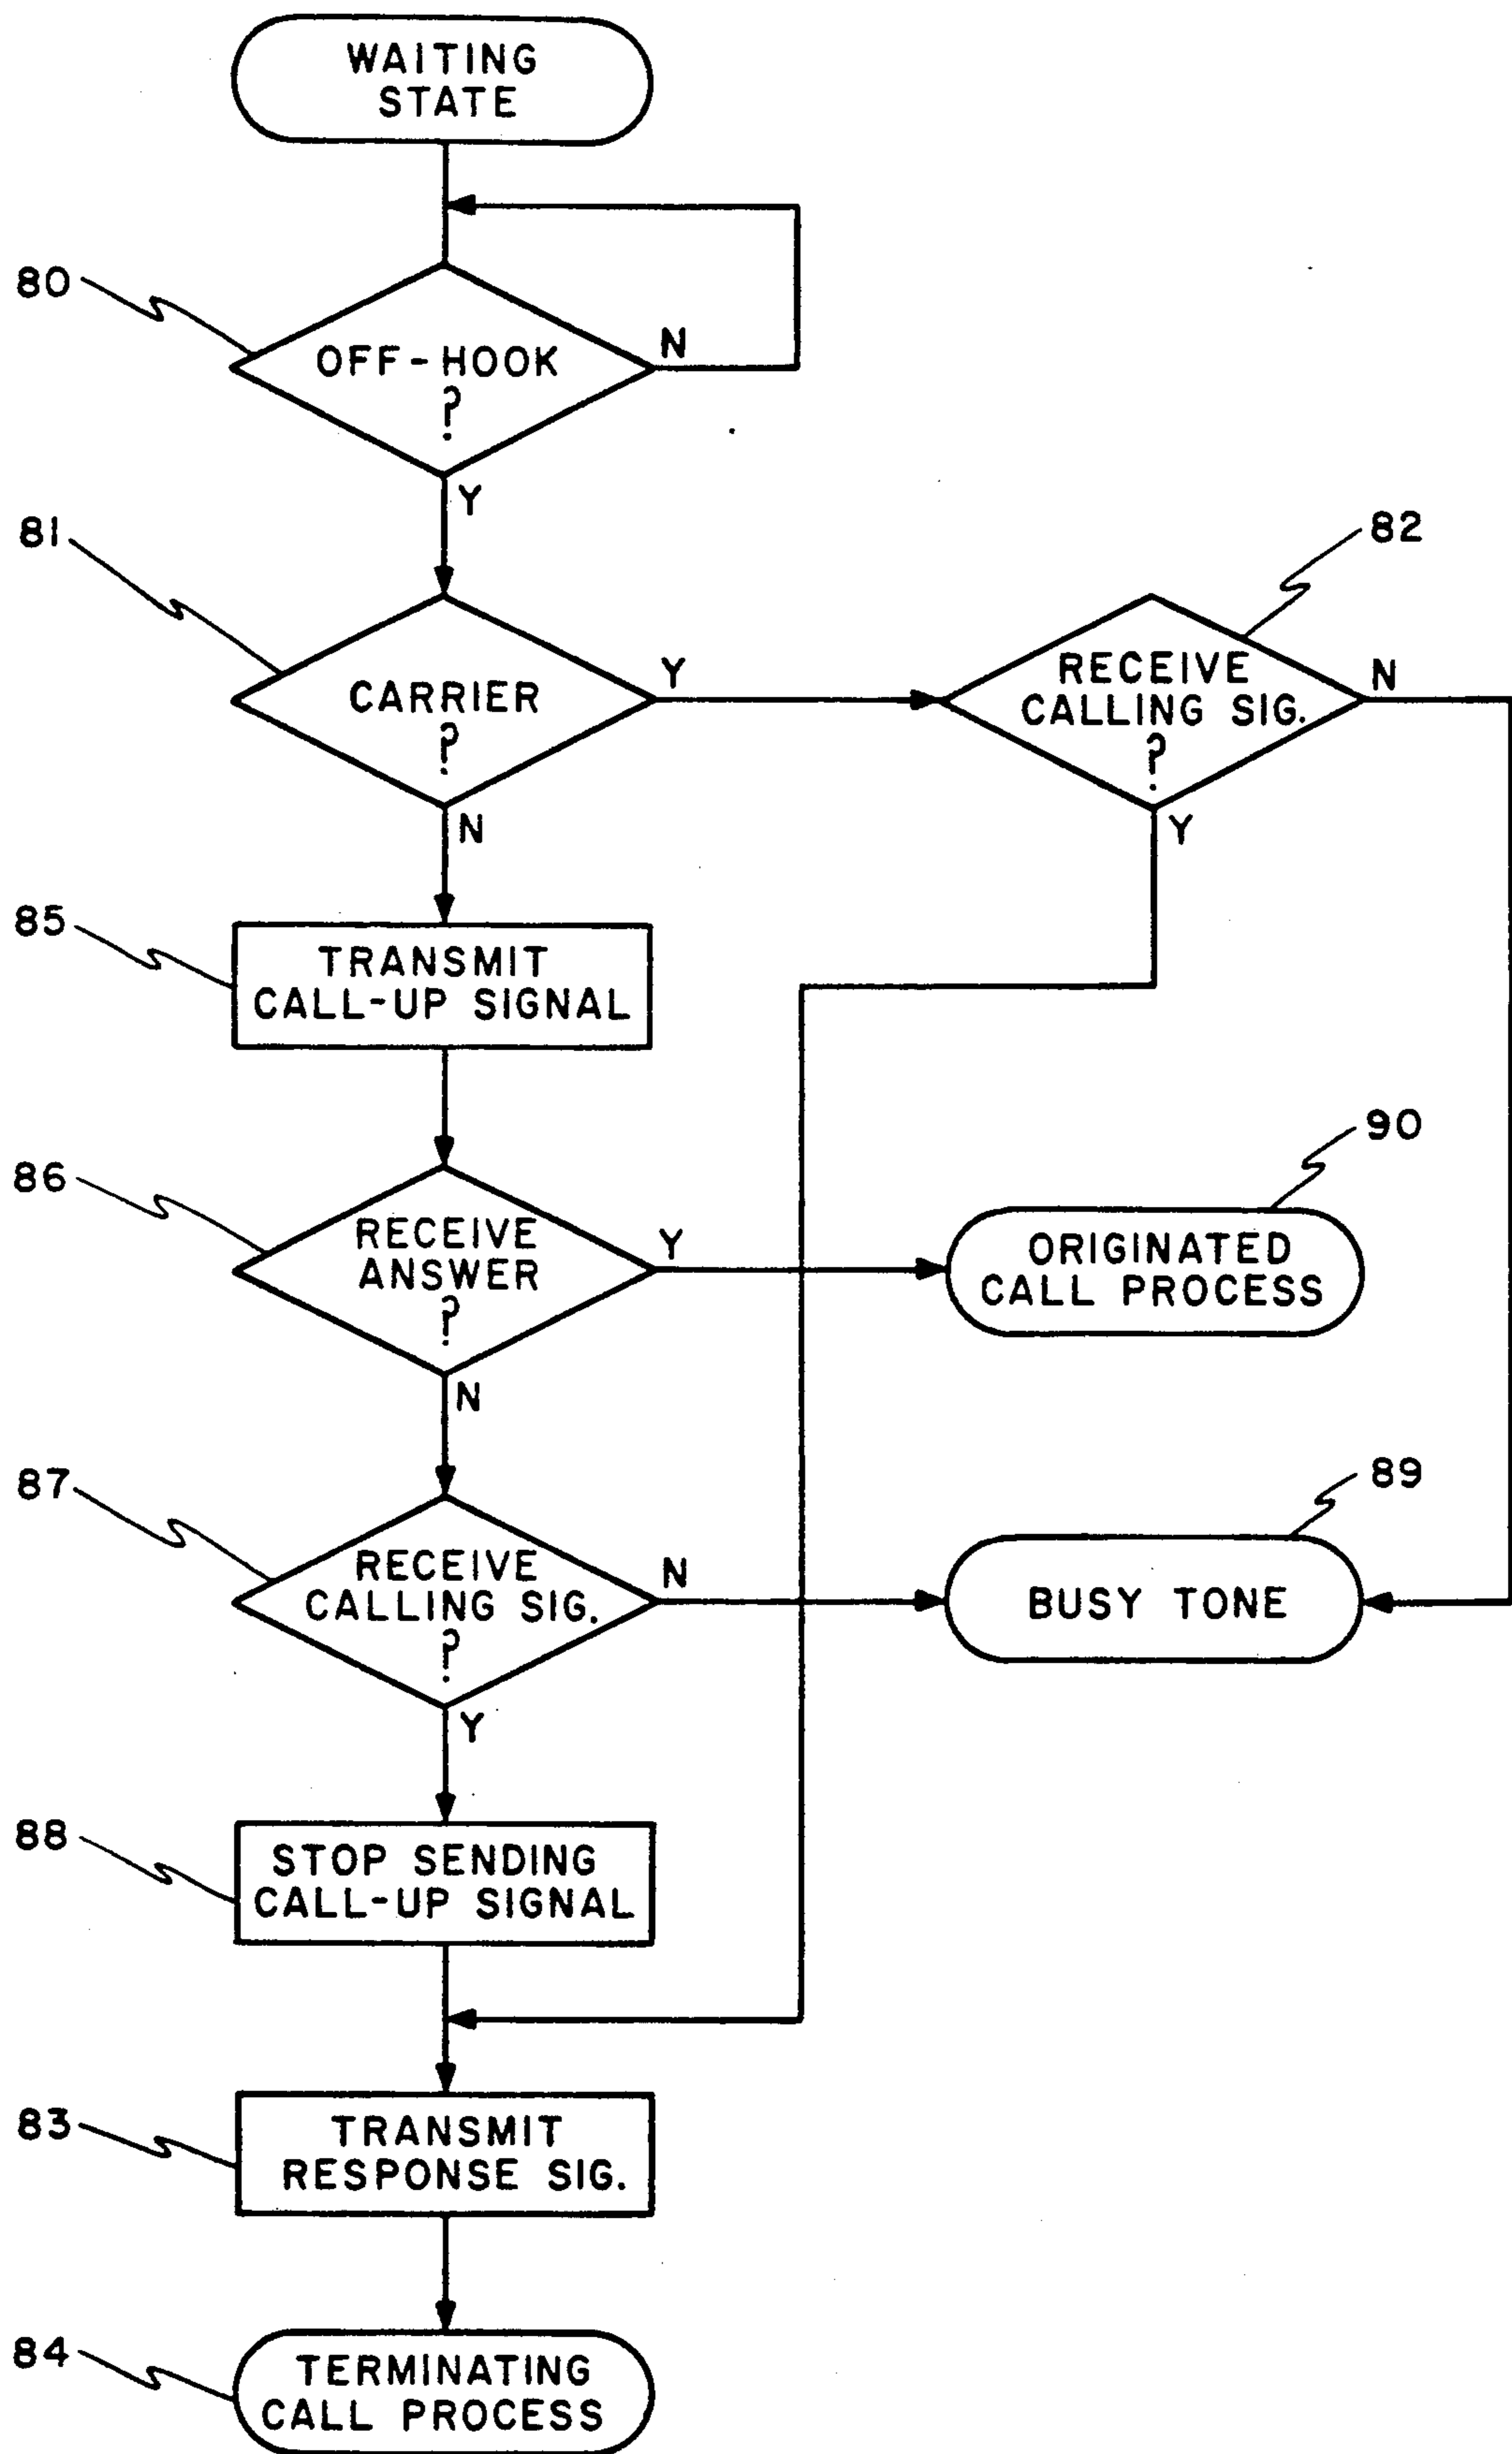 WAITING
STATE
80
OFF-HOOK
?
N
Y
81
CARRIER
?
Y
N
82
RECEIVE
CALLING SIG.
?
N
Y
85
TRANSMIT
CALL-UP SIGNAL
86
RECEIVE
ANSWER
?
Y
N
90
ORIGINATED
CALL PROCESS
87
RECEIVE
CALLING SIG.
?
N
Y
89
BUSY TONE
88
STOP SENDING
CALL-UP SIGNAL
83
TRANSMIT
RESPONSE SIG.
84
TERMINATING
CALL PROCESS